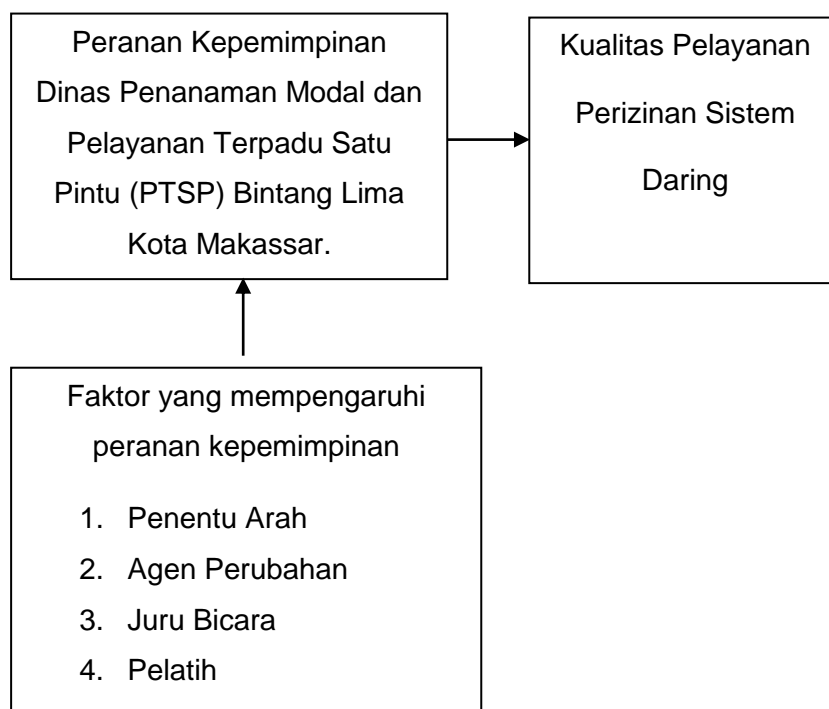 Peranan Kepemimpinan
Dinas Penanaman Modal dan
Pelayanan Terpadu Satu
Pintu (PTSP) Bintang Lima
Kota Makassar.
Kualitas Pelayanan
Perizinan Sistem
Daring
Faktor yang mempengaruhi
peranan kepemimpinan
1. Penentu Arah
2. Agen Perubahan
3. Juru Bicara
4. Pelatih